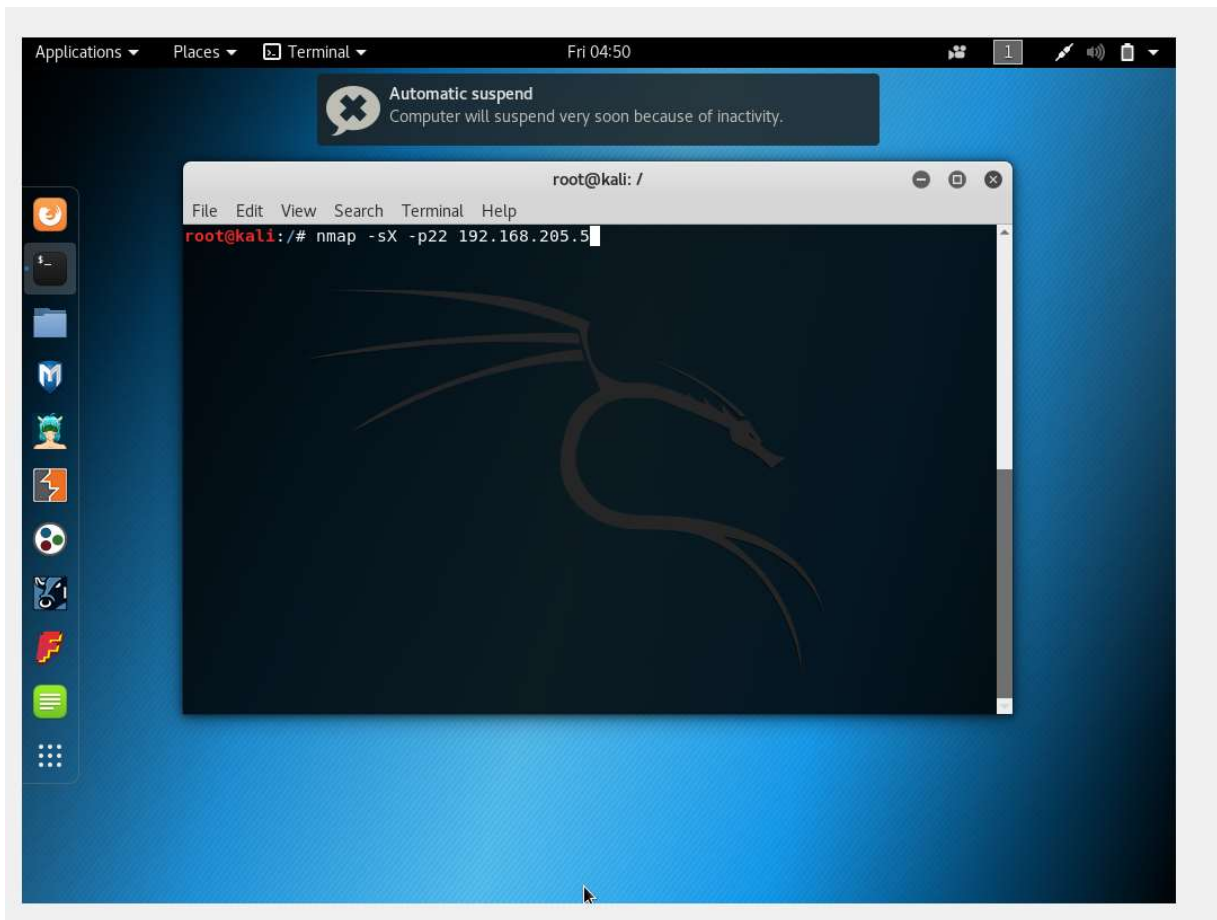 Applications Places Terminal Fri 04:50 1
Automatic suspend
Computer will suspend very soon because of inactivity.
root@kali: /
File Edit View Search Terminal Help
root@kali:/# nmap -sX -p22 192.168.205.5
$_